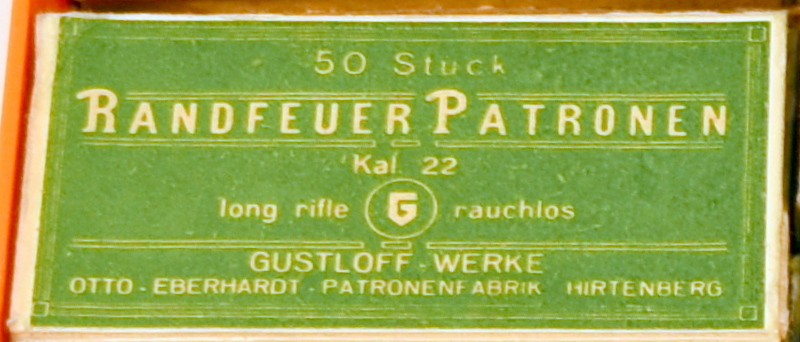 50 Stuck
RANDFEUER PATRONEN
Kal. 22
long rifle G rauchlos
GUSTLOFF-WERKE
OTTO-EBERHARDT-PATRONENFABRIK HIRTENBERG